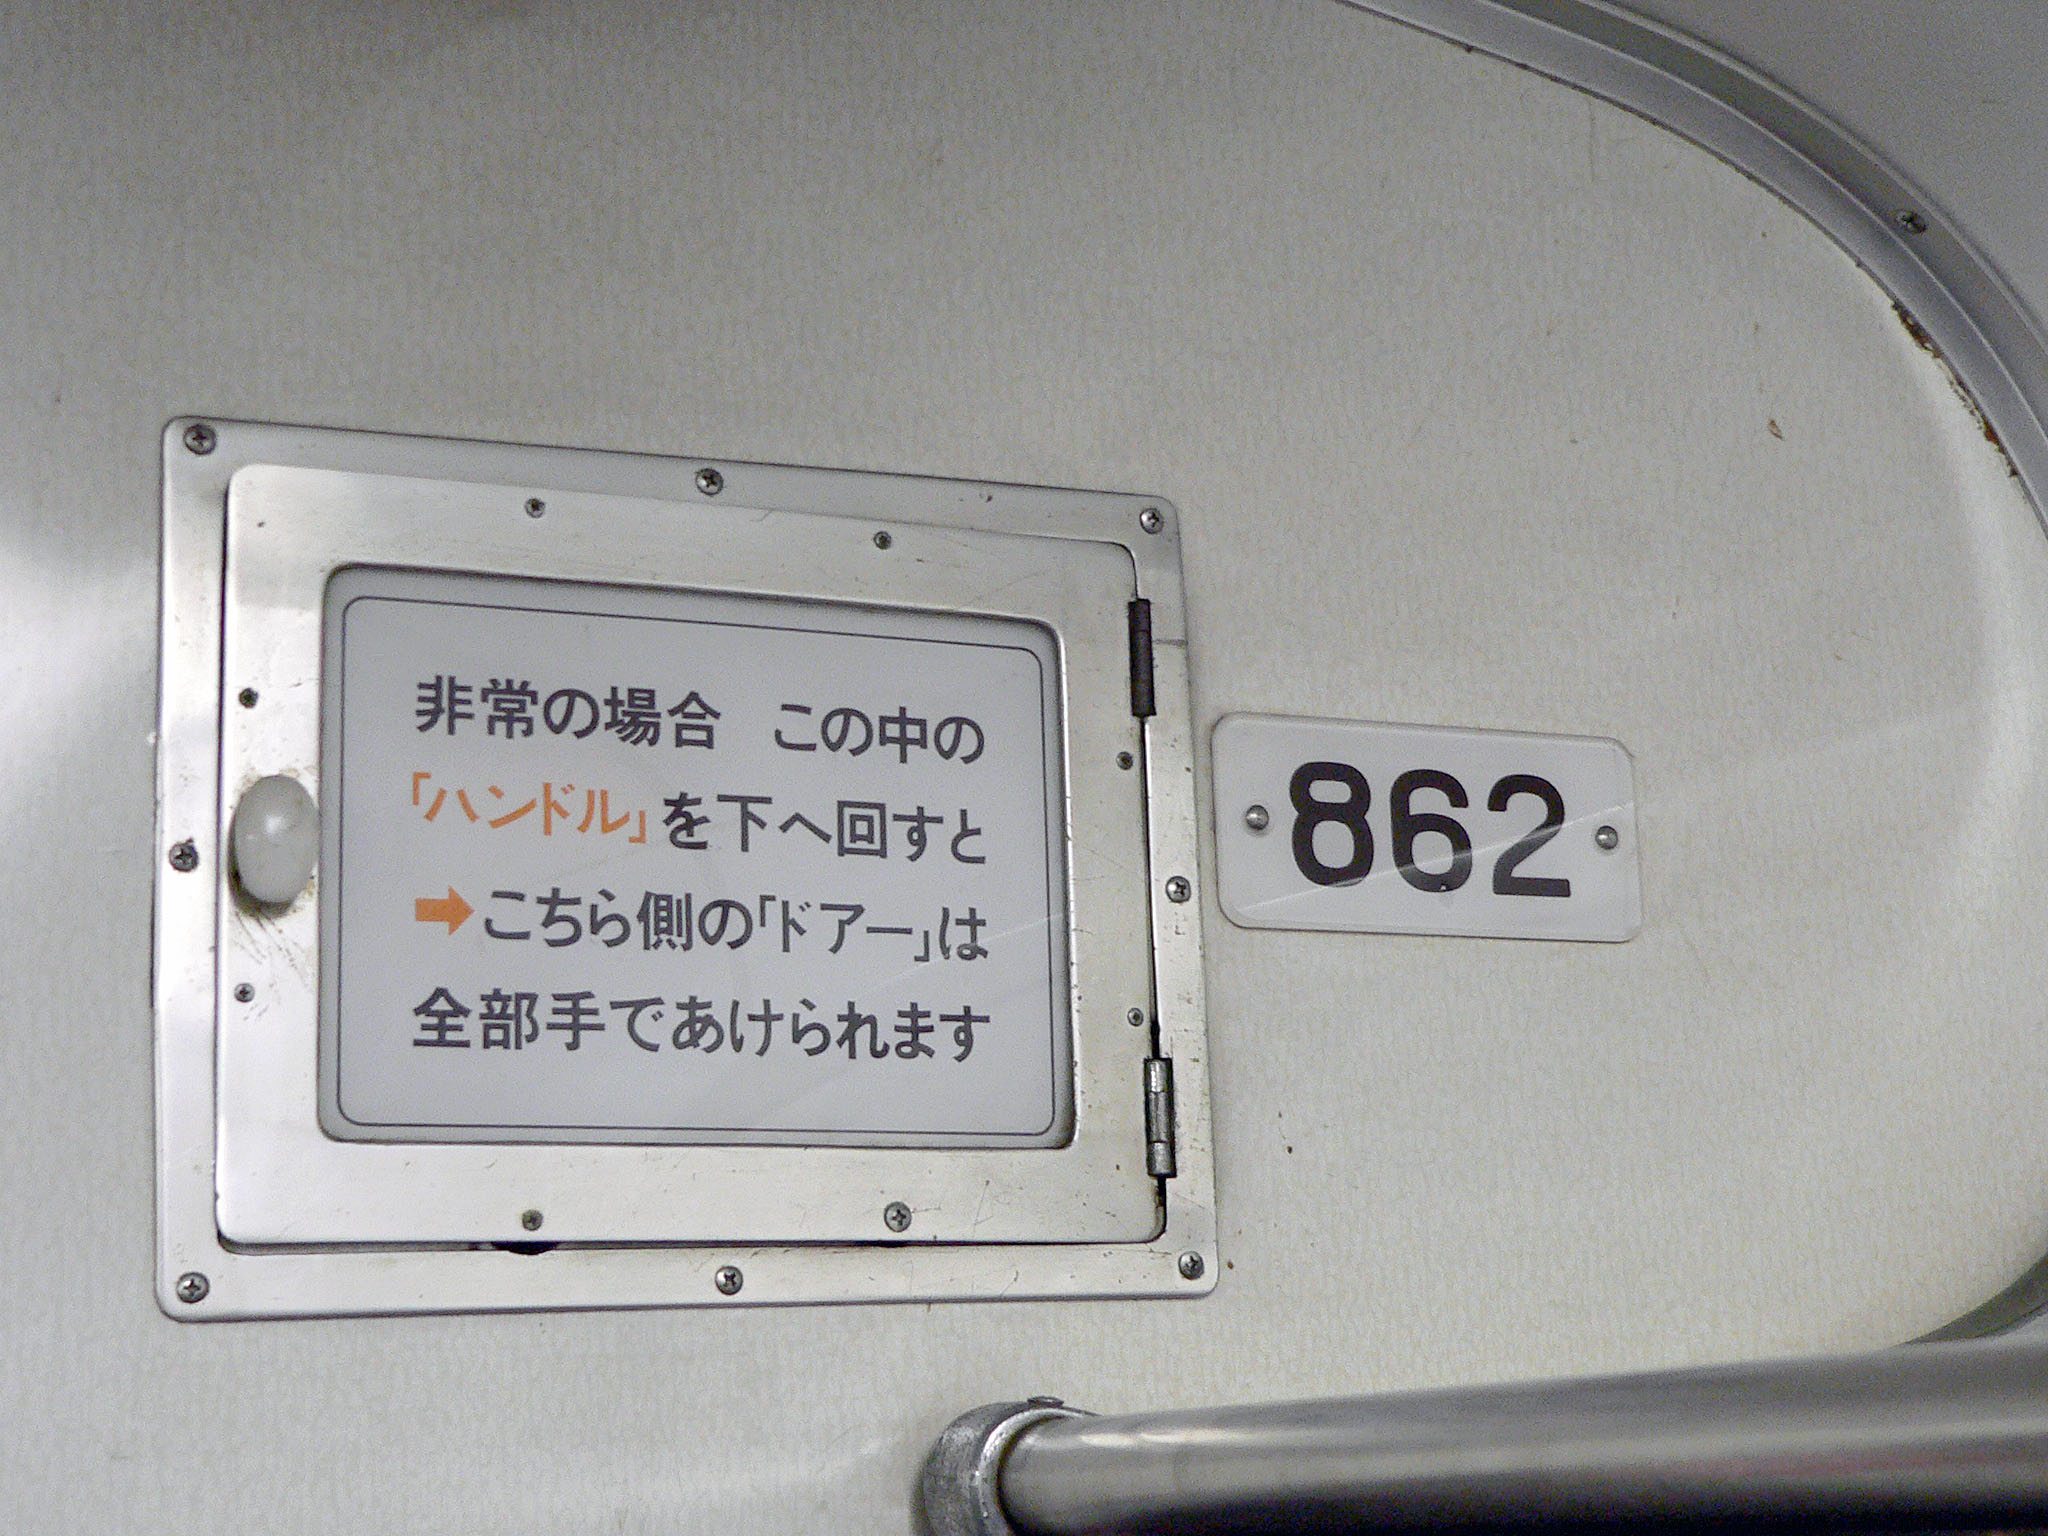 非常の場合　この中の
「ハンドル」を下へ回すと
➡こちら側の「ドアー」は
全部手であけられます
862